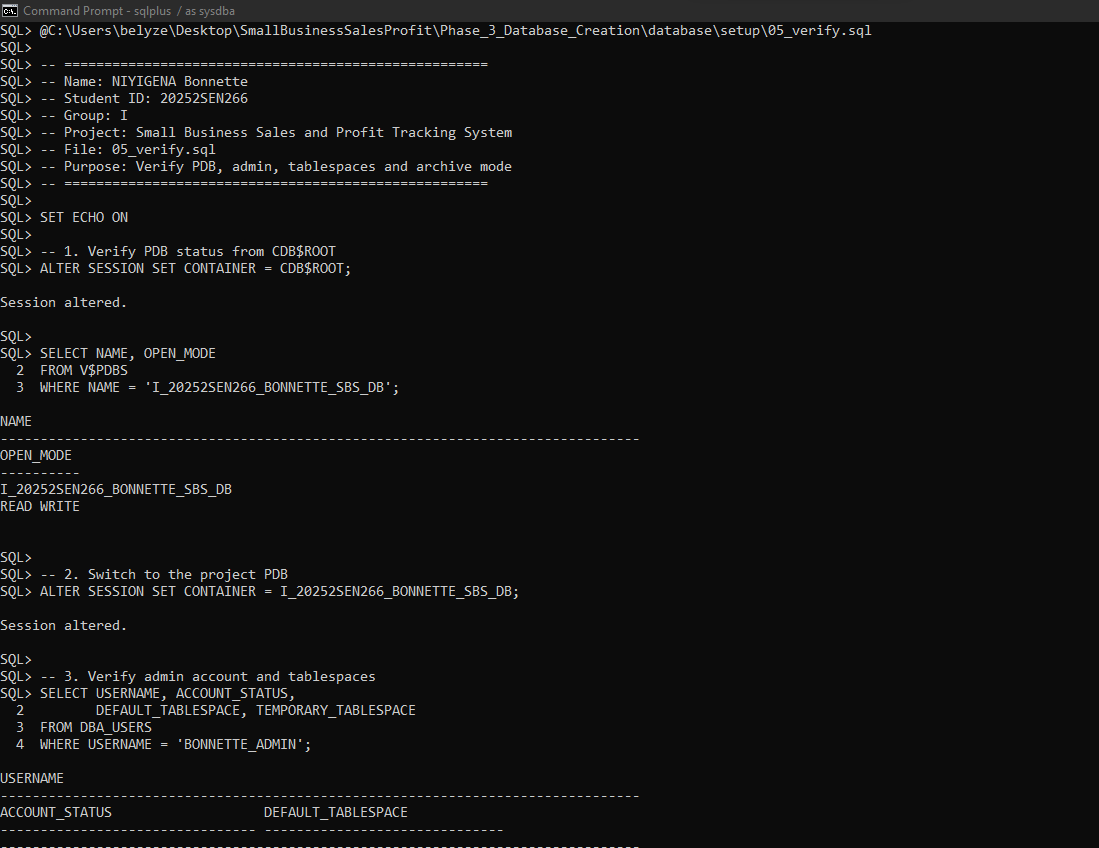 Command Prompt - sqlplus / as sysdba
SQL> @C:\Users\belyze\Desktop\SmallBusinessSalesProfit\Phase_3_Database_Creation\database\setup\05_verify.sql
SQL>
SQL> -- =====================================================
SQL> -- Name: NIYIGENA Bonnette
SQL> -- Student ID: 20252SEN266
SQL> -- Group: I
SQL> -- Project: Small Business Sales and Profit Tracking System
SQL> -- File: 05_verify.sql
SQL> -- Purpose: Verify PDB, admin, tablespaces and archive mode
SQL> -- =====================================================
SQL>
SQL> SET ECHO ON
SQL>
SQL> -- 1. Verify PDB status from CDB$ROOT
SQL> ALTER SESSION SET CONTAINER = CDB$ROOT;
Session altered.
SQL>
SQL> SELECT NAME, OPEN_MODE
  2  FROM V$PDBS
  3  WHERE NAME = 'I_20252SEN266_BONNETTE_SBS_DB';
NAME
--------------------------------------------------------------------------------
OPEN_MODE
----------
I_20252SEN266_BONNETTE_SBS_DB
READ WRITE
SQL>
SQL> -- 2. Switch to the project PDB
SQL> ALTER SESSION SET CONTAINER = I_20252SEN266_BONNETTE_SBS_DB;
Session altered.
SQL>
SQL> -- 3. Verify admin account and tablespaces
SQL> SELECT USERNAME, ACCOUNT_STATUS,
  2         DEFAULT_TABLESPACE, TEMPORARY_TABLESPACE
  3  FROM DBA_USERS
  4  WHERE USERNAME = 'BONNETTE_ADMIN';
USERNAME
--------------------------------------------------------------------------------
ACCOUNT_STATUS                   DEFAULT_TABLESPACE
-------------------------------- ------------------------------
--------------------------------------------------------------------------------